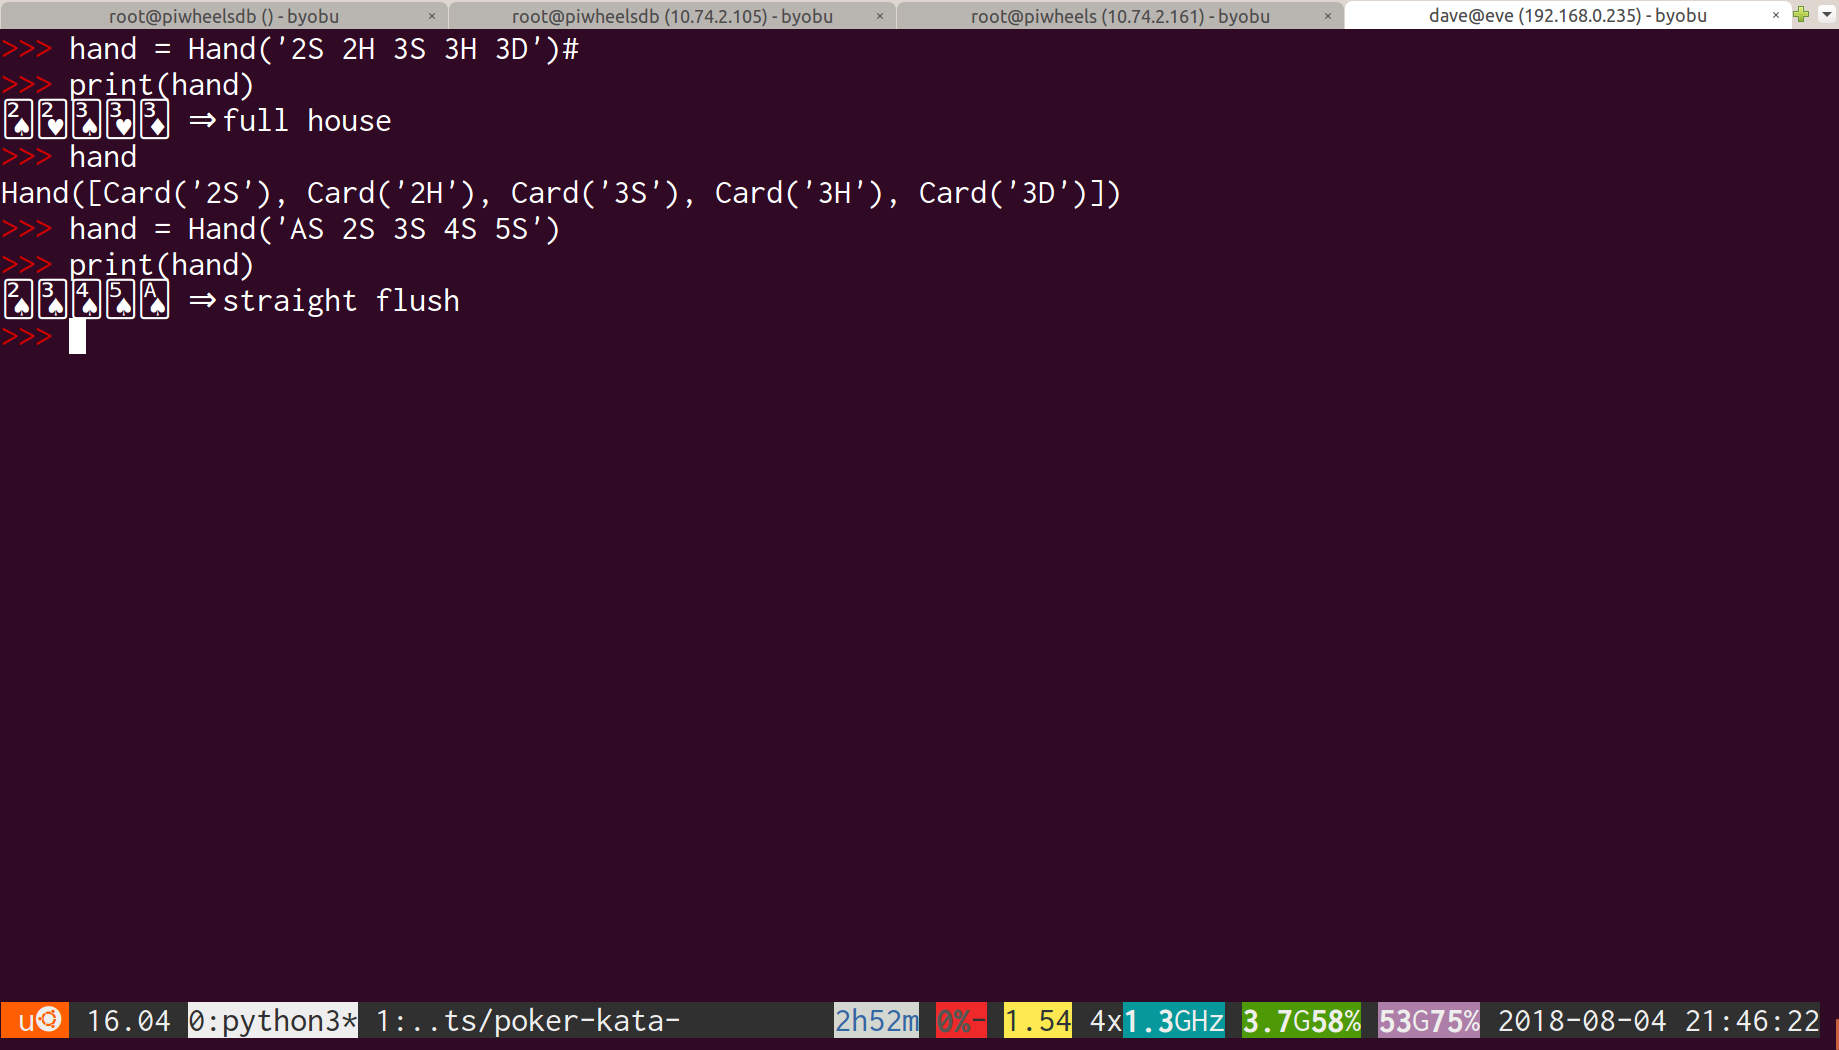 root@piwheelsdb () - byobu × root@piwheelsdb (10.74.2.105) - byobu × root@piwheels (10.74.2.161) - byobu × dave@eve (192.168.0.235) - byobu ×
>>> hand = Hand('2S 2H 3S 3H 3D')#
>>> print(hand)
🂢🂲🂣🂳🃃 ⇒full house
>>> hand
Hand([Card('2S'), Card('2H'), Card('3S'), Card('3H'), Card('3D')])
>>> hand = Hand('AS 2S 3S 4S 5S')
>>> print(hand)
🂢🂣🂤🂥🂡 ⇒straight flush
>>>
u 16.04 0:python3* 1:..ts/poker-kata- 2h52m 0%- 1.54 4x1.3GHz 3.7G58% 53G75% 2018-08-04 21:46:22